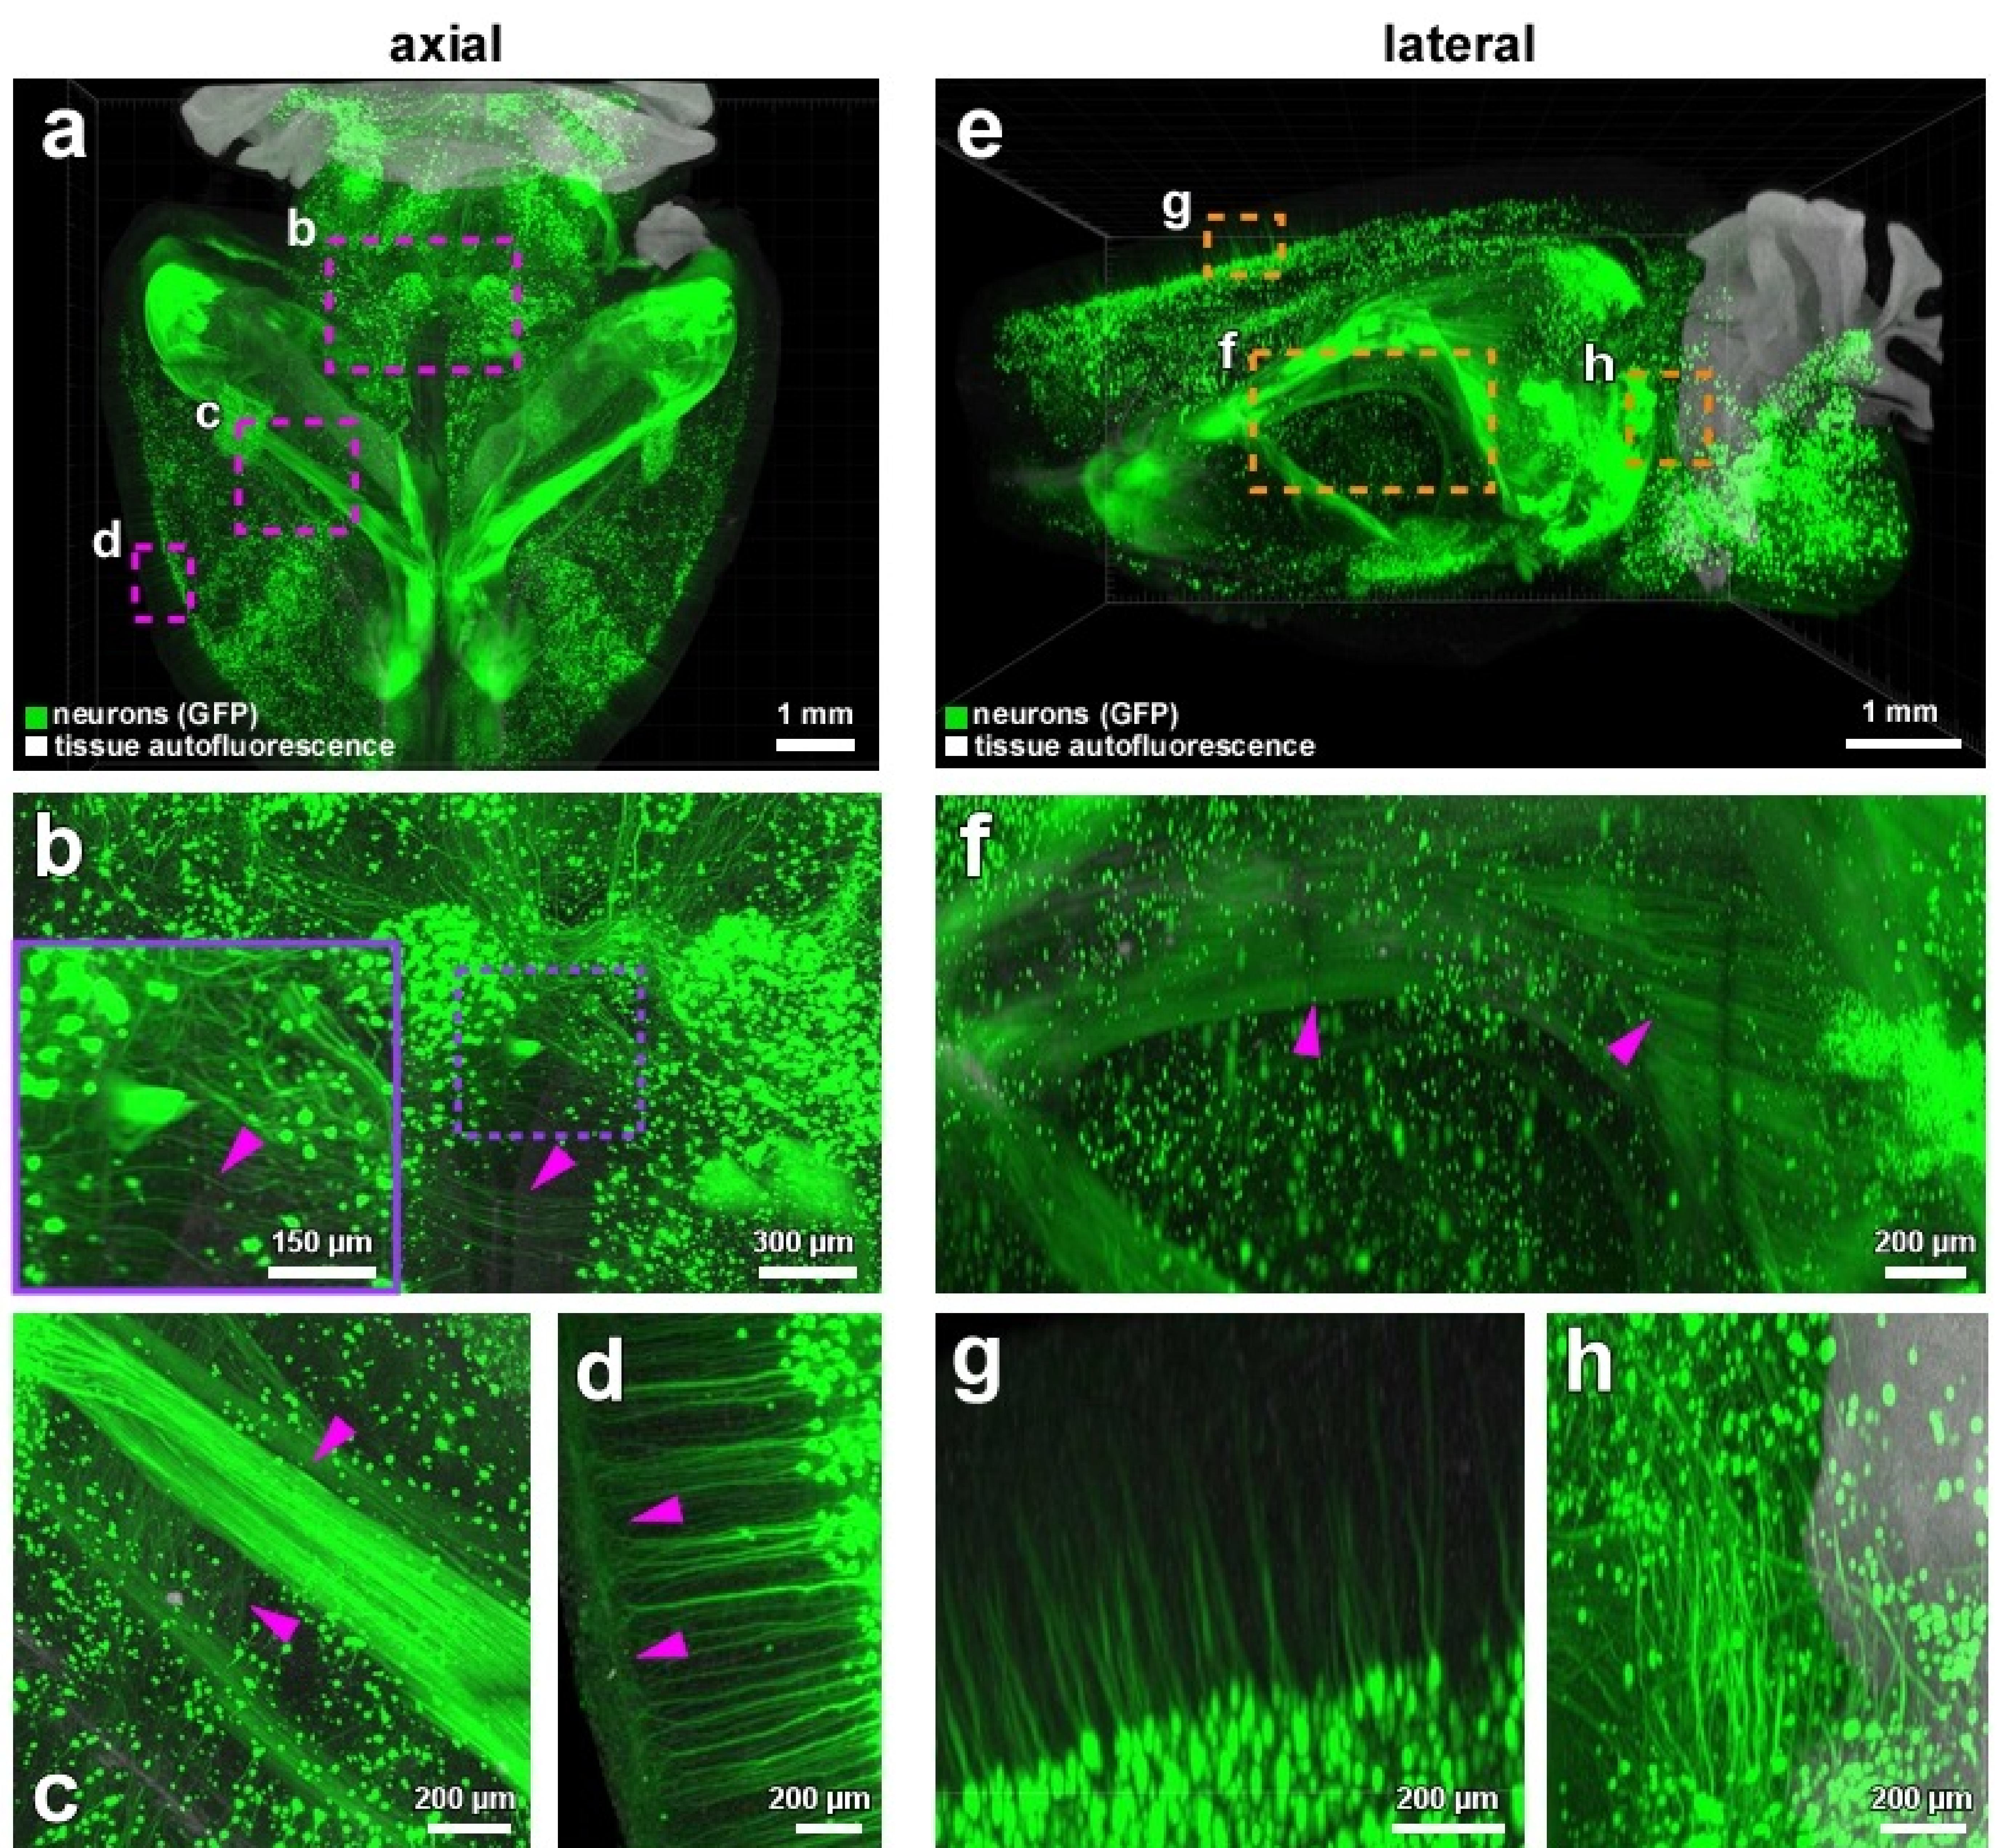 axial
lateral
a
b
c
d
neurons (GFP)
tissue autofluorescence
1 mm
e
g
f
h
neurons (GFP)
tissue autofluorescence
1 mm
b
150 µm
300 µm
f
200 µm
c
200 µm
d
200 µm
g
200 µm
h
200 µm